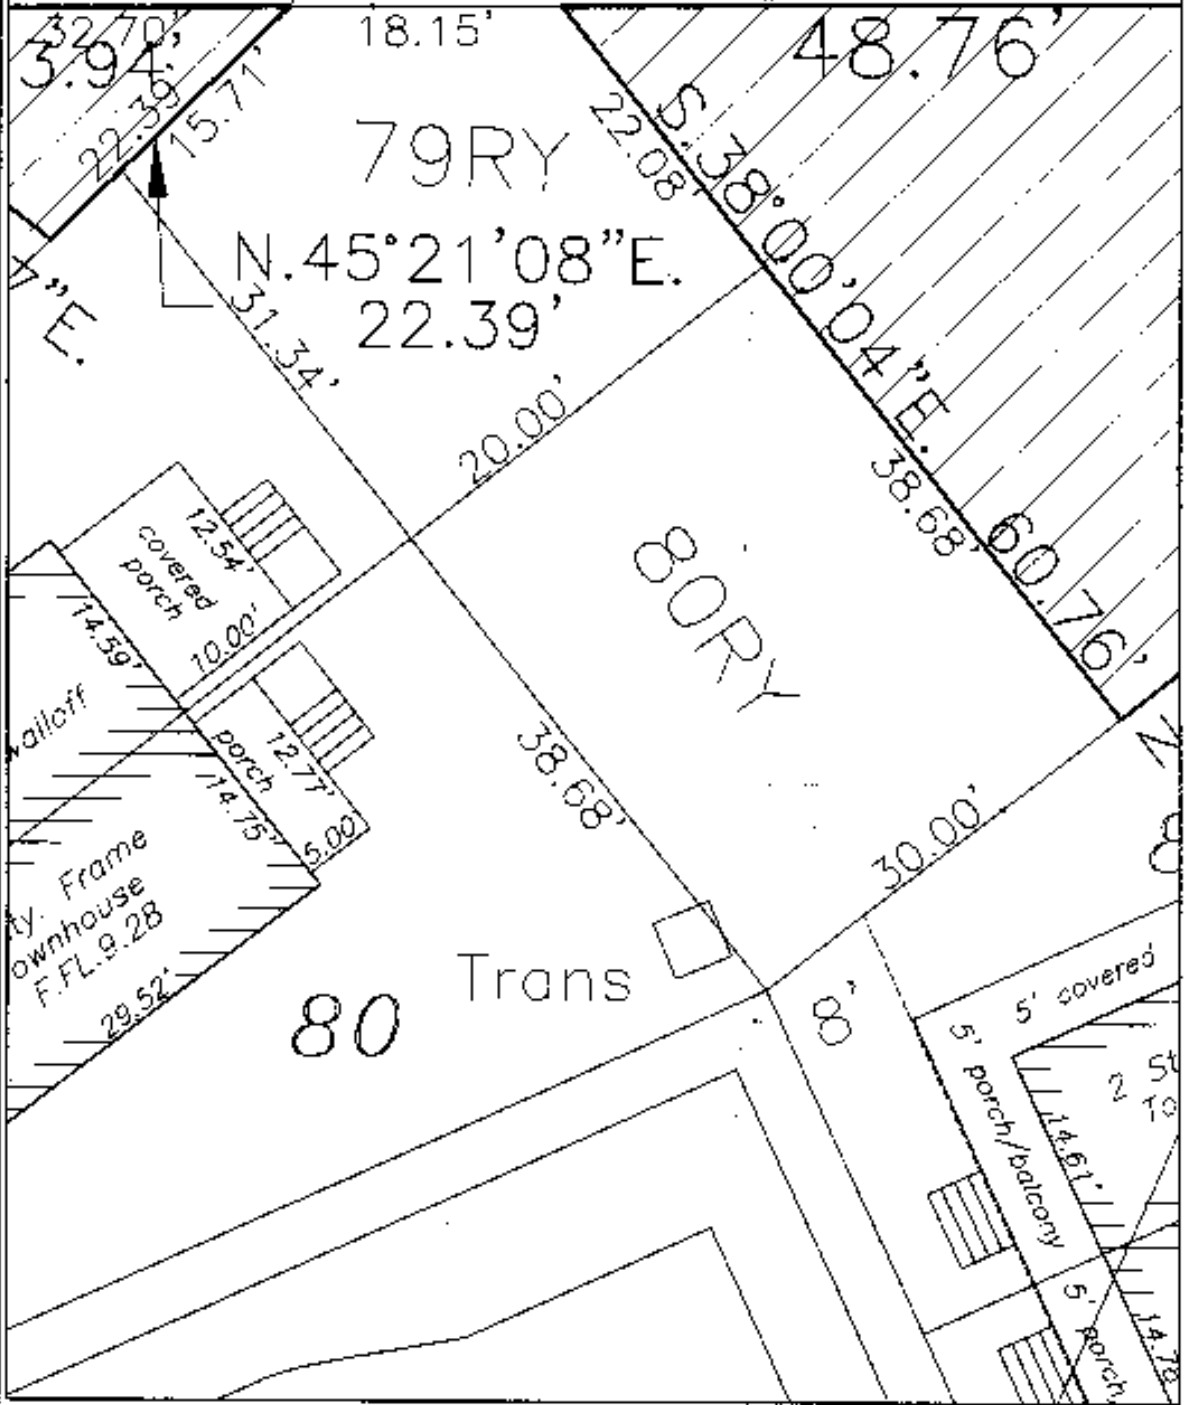 32.70'
18.15'
48.76'
3.94'
22.39'
15.71'
79RY
22.08'
S.38°00'04"E.
N.45°21'08"E.
22.39'
"E.
31.34'
20.00'
38.68'
60.76'
12.54'
covered
porch
80RY
14.59'
10.00'
porch
12.77'
14.75'
5.00'
38.68'
30.00'
Frame
F.FL.9.28
29.52'
Trans
80
8'
5' covered
5' porch/balcony
2 St
To
14.61'
5' porch
14.76
N